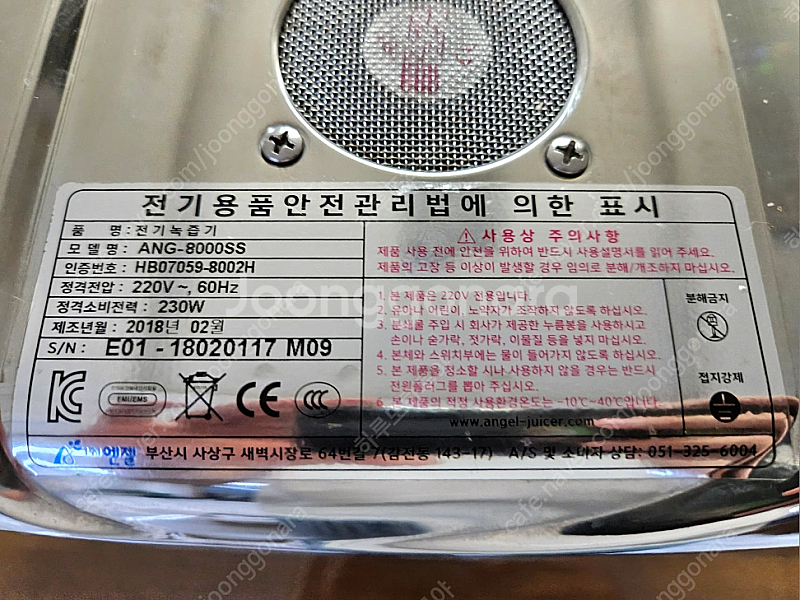 전기용품안전관리법에 의한 표시
품 명 : 전기녹즙기
모 델 명 : ANG-8000SS
인증번호 : HB07059-8002H
정격전압 : 220V ~, 60Hz
정격소비전력 : 230W
제조년월 : 2018년 02월
S/N : E01 - 18020117 M09
EMI/EMS
CE
CCC
⚠ 사용상 주의사항
제품 사용 전에 안전을 위하여 반드시 사용설명서를 읽어 주세요.
제품의 고장 등 이상이 발생할 경우 임의로 분해/개조하지 마십시오.
1. 본 제품은 220V 전용입니다.
2. 유아나 어린이, 노약자가 조작하지 않도록 하십시오.
3. 분쇄물 주입 시 회사가 제공한 누름봉을 사용하시고
손이나 숟가락, 젓가락, 이물질 등을 넣지 마십시오.
4. 본체와 스위치부에는 물이 들어가지 않도록 하십시오.
5. 본 제품을 청소할 시나 사용하지 않을 경우는 반드시
전원플러그를 뽑아 주십시오.
6. 본 제품의 적정 사용환경온도는 -10℃~40℃입니다.
www.angel-juicer.com
분해금지
접지강제
엔젤 부산시 사상구 새벽시장로 64번길 7(감전동 143-17) A/S 및 소비자 상담: 051-325-6004
Joonggonara